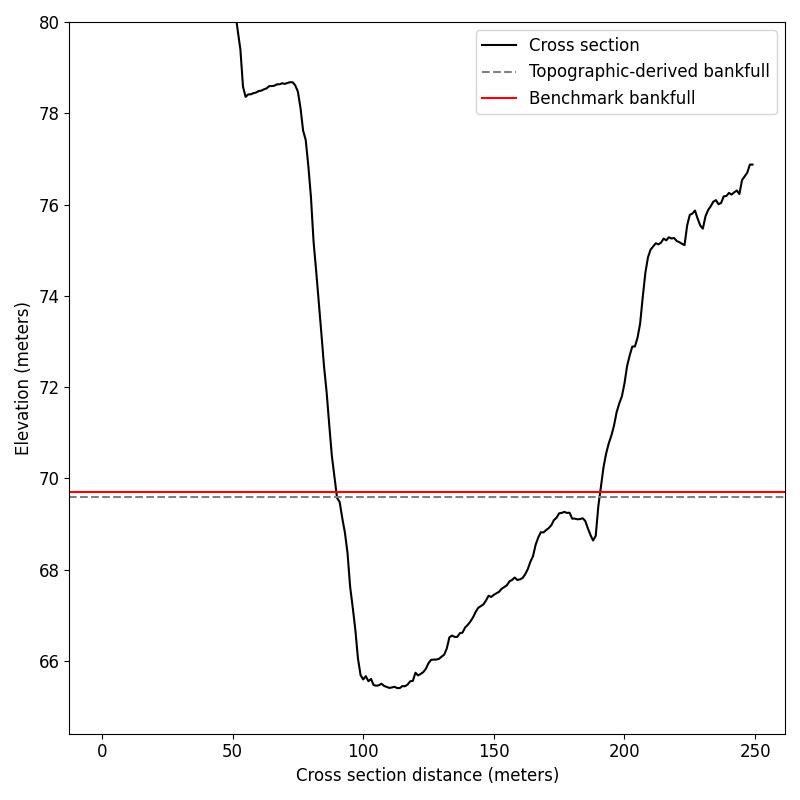 Cross section
Topographic-derived bankfull
Benchmark bankfull
80
78
76
74
72
70
68
66
Elevation (meters)
0 50 100 150 200 250
Cross section distance (meters)